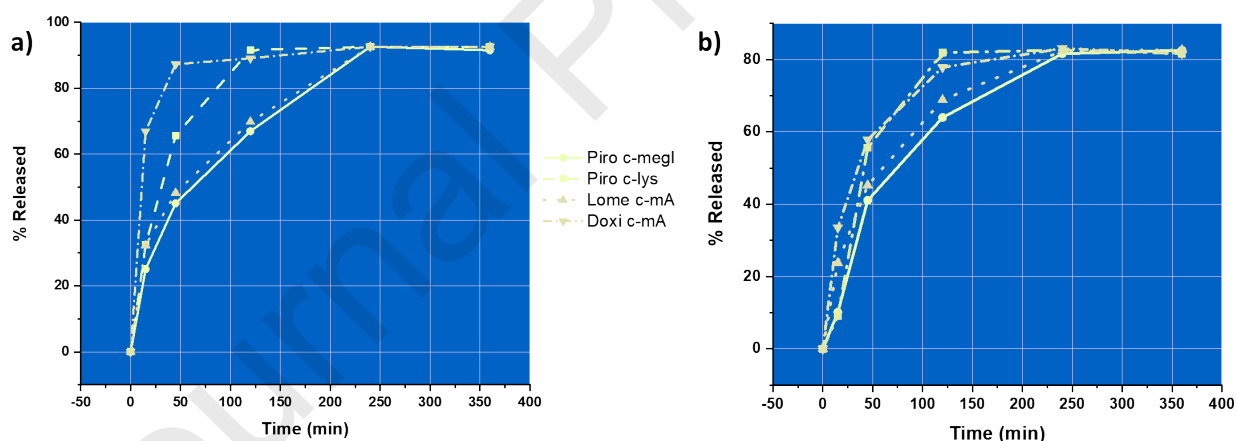 a)
100
80
60
40
20
0
% Released
-50 0 50 100 150 200 250 300 350 400
Time (min)
Piro c-megl
Piro c-lys
Lome c-mA
Doxi c-mA
b)
80
60
40
20
0
% Released
-50 0 50 100 150 200 250 300 350 400
Time (min)
urnal P